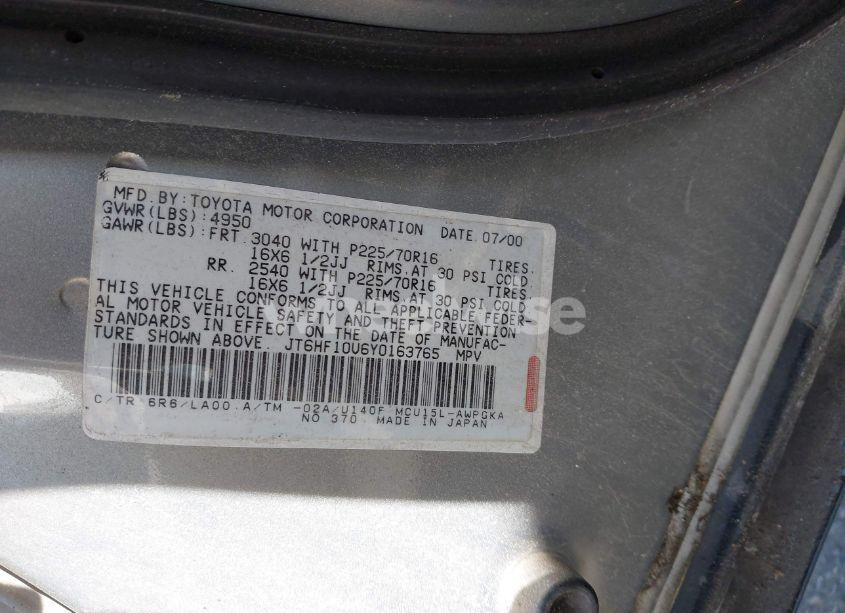 MFD. BY: TOYOTA MOTOR CORPORATION DATE 07/00
GVWR(LBS):4950
GAWR(LBS):FRT. 3040 WITH P225/70R16 TIRES.
16X6 1/2JJ RIMS.AT 30 PSI COLD.
RR. 2540 WITH P225/70R16 TIRES.
16X6 1/2JJ RIMS.AT 30 PSI COLD.
THIS VEHICLE CONFORMS TO ALL APPLICABLE FEDER-
AL MOTOR VEHICLE SAFETY AND THEFT PREVENTION
STANDARDS IN EFFECT ON THE DATE OF MANUFAC-
TURE SHOWN ABOVE. JT6HF10U6Y0163765 MPV
C/TR 6R6/LA00 A/TM -02A/U140F MCU15L-AWPGKA
NO 370 MADE IN JAPAN